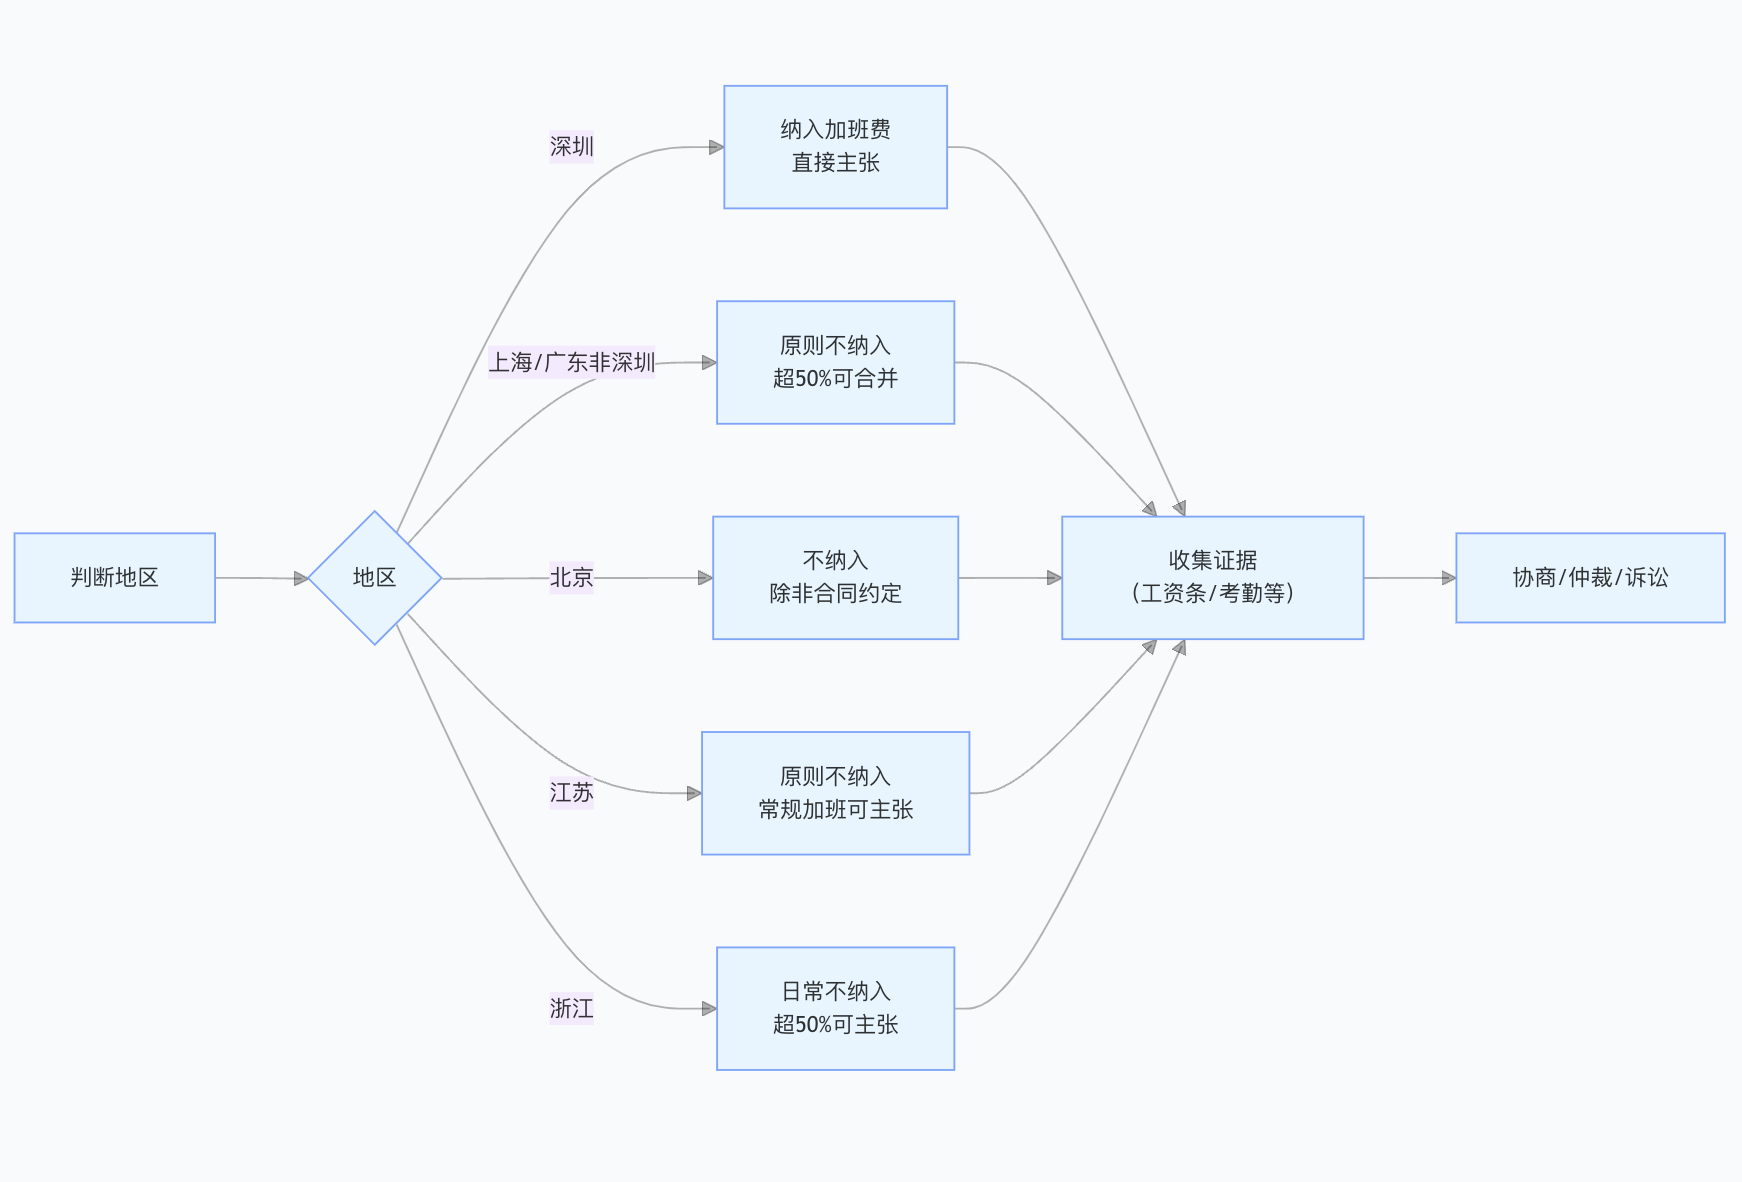 判断地区
地区
深圳
纳入加班费
直接主张
上海/广东非深圳
原则不纳入
超50%可合并
北京
不纳入
除非合同约定
江苏
原则不纳入
常规加班可主张
浙江
日常不纳入
超50%可主张
收集证据
(工资条/考勤等)
协商/仲裁/诉讼